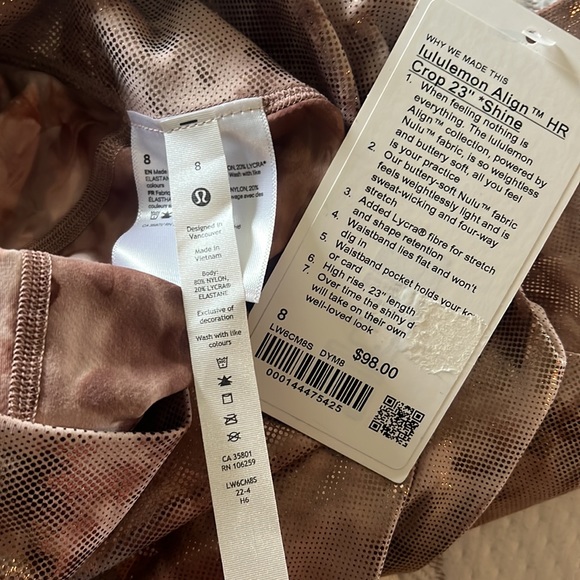 WHY WE MADE THIS
lululemon Align™ HR
Crop 23" *Shine
1. When feeling nothing is
everything. The lululemon
Align™ collection, powered by
Nulu™ fabric, is so weightless
and buttery soft, all you feel
is your practice
2. Our buttery-soft Nulu™ fabric
feels weightlessly light and is
sweat-wicking and four-way
stretch
3. Added Lycra® fibre for stretch
and shape retention
4. Waistband lies flat and won't
dig in
5. Waistband pocket holds your
or card
6. High rise, 23" length
7. Over time the shiny
will take on their own
well-loved look
8
LW6CM8S DYM8
$98.00
000144475425
8
Designed in
Vancouver
Made in
Vietnam
Body:
80% NYLON,
20% LYCRA®
ELASTANE
Exclusive of
decoration
Wash with like
colours
CA 35801
RN 106259
LW6CM8S
22-4
H6
8
EN Made
ELASTANE
colours
FR Fabri
20% LYCRA®
Wash with like
NYLON, 20%